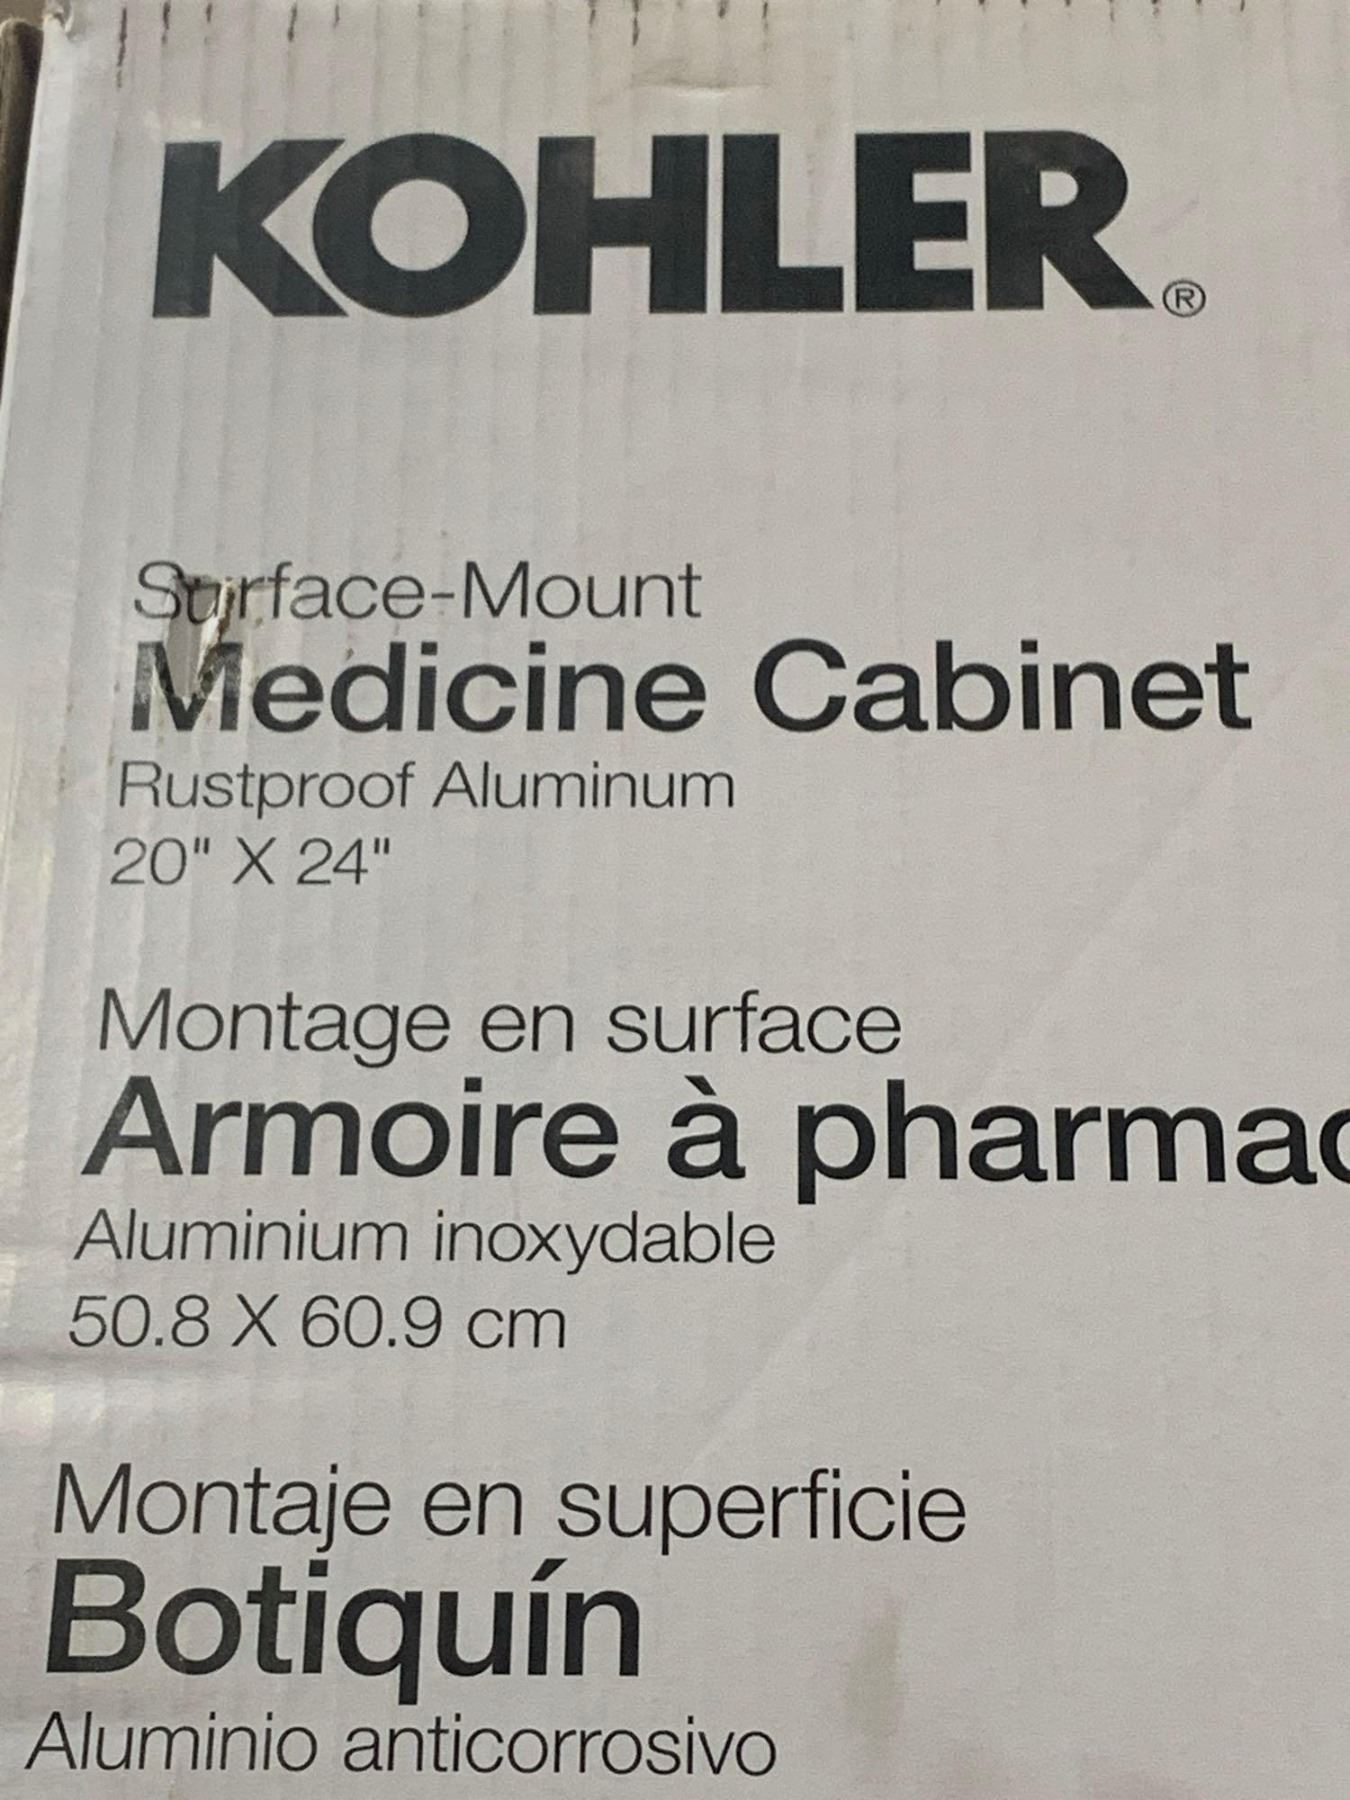 KOHLER®
Surface-Mount
Medicine Cabinet
Rustproof Aluminum
20" X 24"
Montage en surface
Armoire à pharmac
Aluminium inoxydable
50.8 X 60.9 cm
Montaje en superficie
Botiquín
Aluminio anticorrosivo